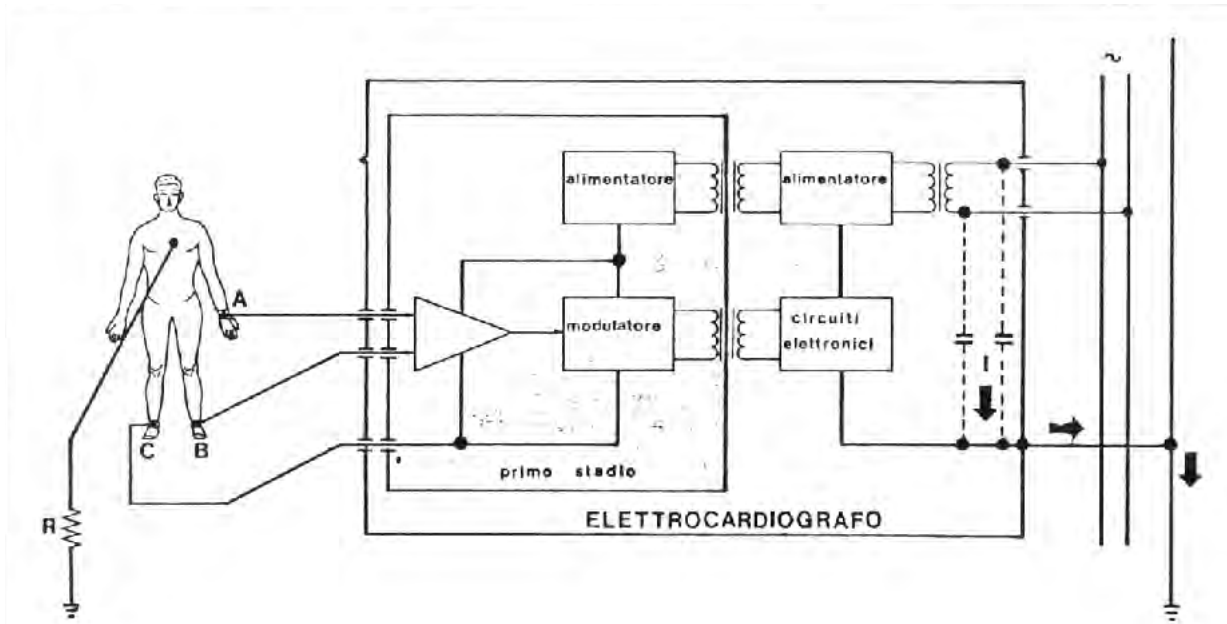 ~
alimentatore
alimentatore
A
modulatore
circuiti
elettronici
I
C
B
primo stadio
R
ELETTROCARDIOGRAFO